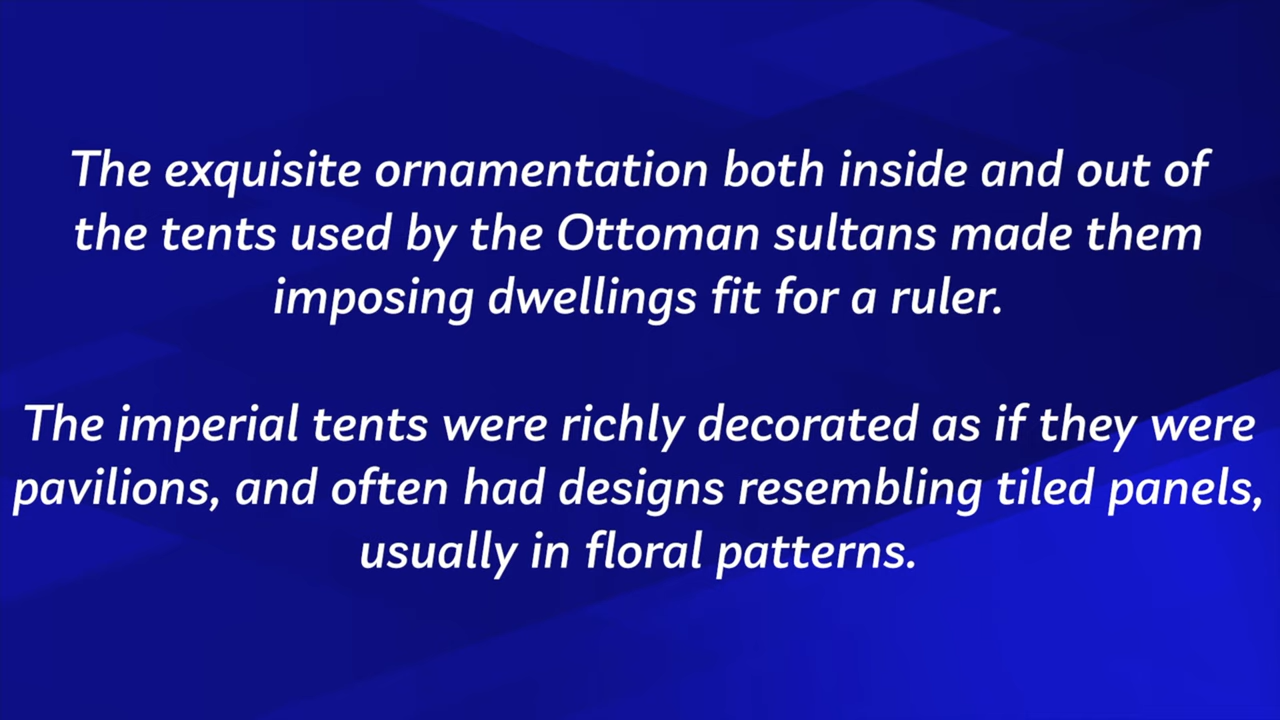 The exquisite ornamentation both inside and out of
the tents used by the Ottoman sultans made them
imposing dwellings fit for a ruler.
The imperial tents were richly decorated as if they were
pavilions, and often had designs resembling tiled panels,
usually in floral patterns.